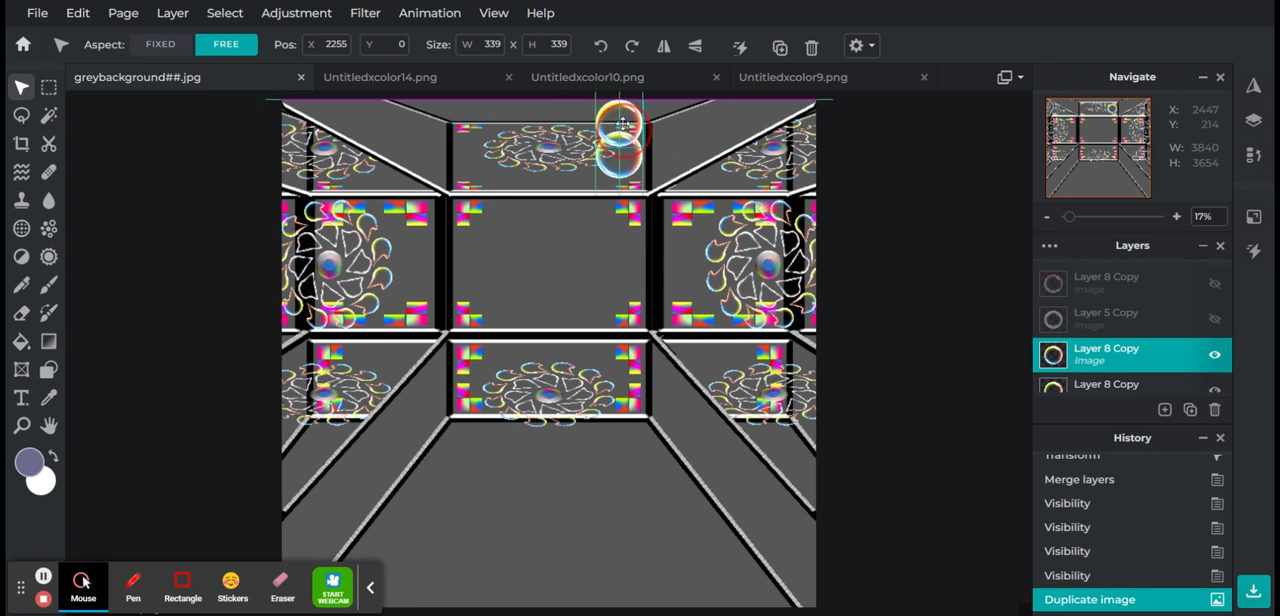 File Edit Page Layer Select Adjustment Filter Animation View Help
Aspect: FIXED FREE Pos: X 2255 Y 0 Size: W 339 X H 339
greybackground##.jpg × Untitledxcolor14.png × Untitledxcolor10.png × Untitledxcolor9.png ×
Navigate
X: 2447
Y: 214
W: 3840
H: 3654
- + 17%
Layers
Layer 8 Copy
Image
Layer 5 Copy
Image
Layer 8 Copy
Image
Layer 8 Copy
History
Transform
Merge layers
Visibility
Visibility
Visibility
Visibility
Duplicate image
Mouse Pen Rectangle Stickers Eraser START
WEBCAM